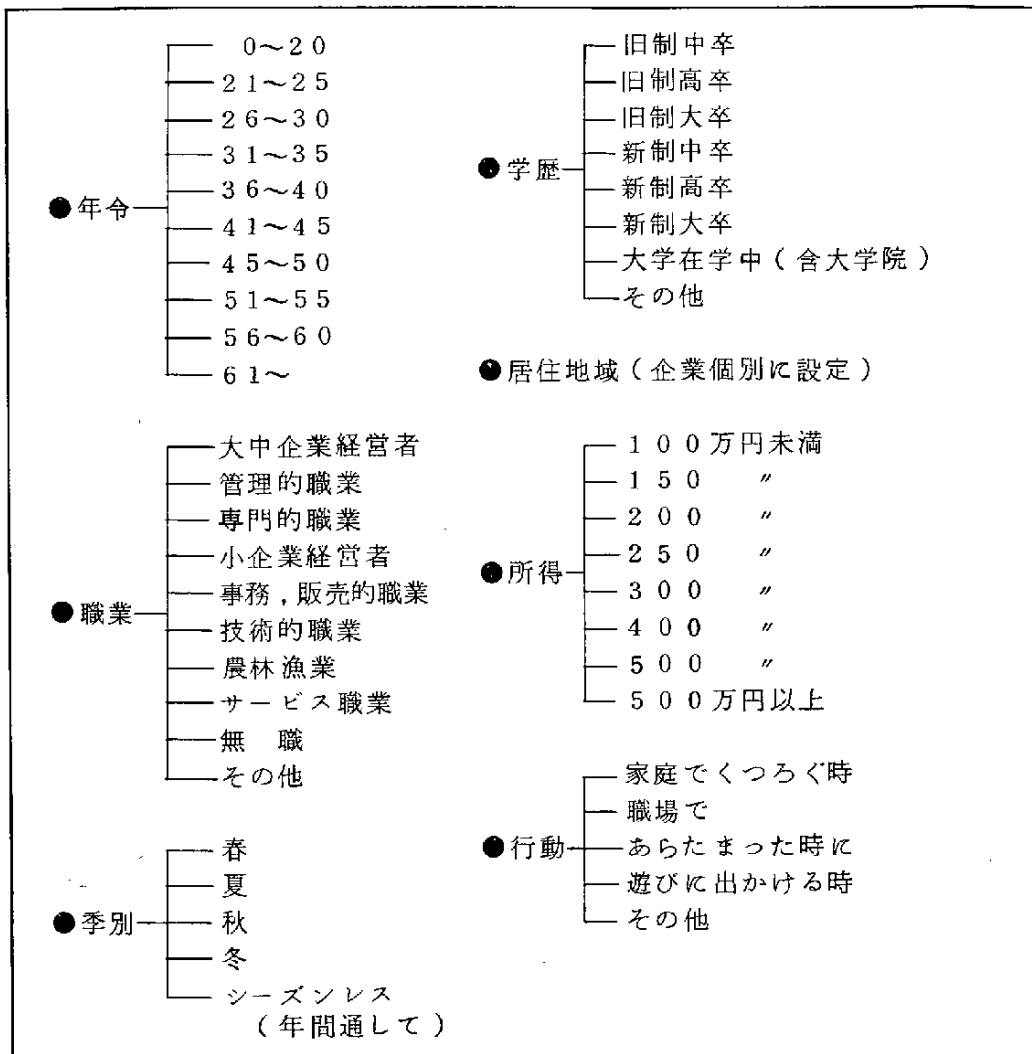 ●年令
0～20
21～25
26～30
31～35
36～40
41～45
45～50
51～55
56～60
61～
●職業
大中企業経営者
管理的職業
専門的職業
小企業経営者
事務，販売的職業
技術的職業
農林漁業
サービス職業
無　職
その他
●季別
春
夏
秋
冬
シーズンレス
（年間通して）
●学歴
旧制中卒
旧制高卒
旧制大卒
新制中卒
新制高卒
新制大卒
大学在学中（含大学院）
その他
●居住地域（企業個別に設定）
●所得
100万円未満
150　〃
200　〃
250　〃
300　〃
400　〃
500　〃
500万円以上
●行動
家庭でくつろぐ時
職場で
あらたまった時に
遊びに出かける時
その他